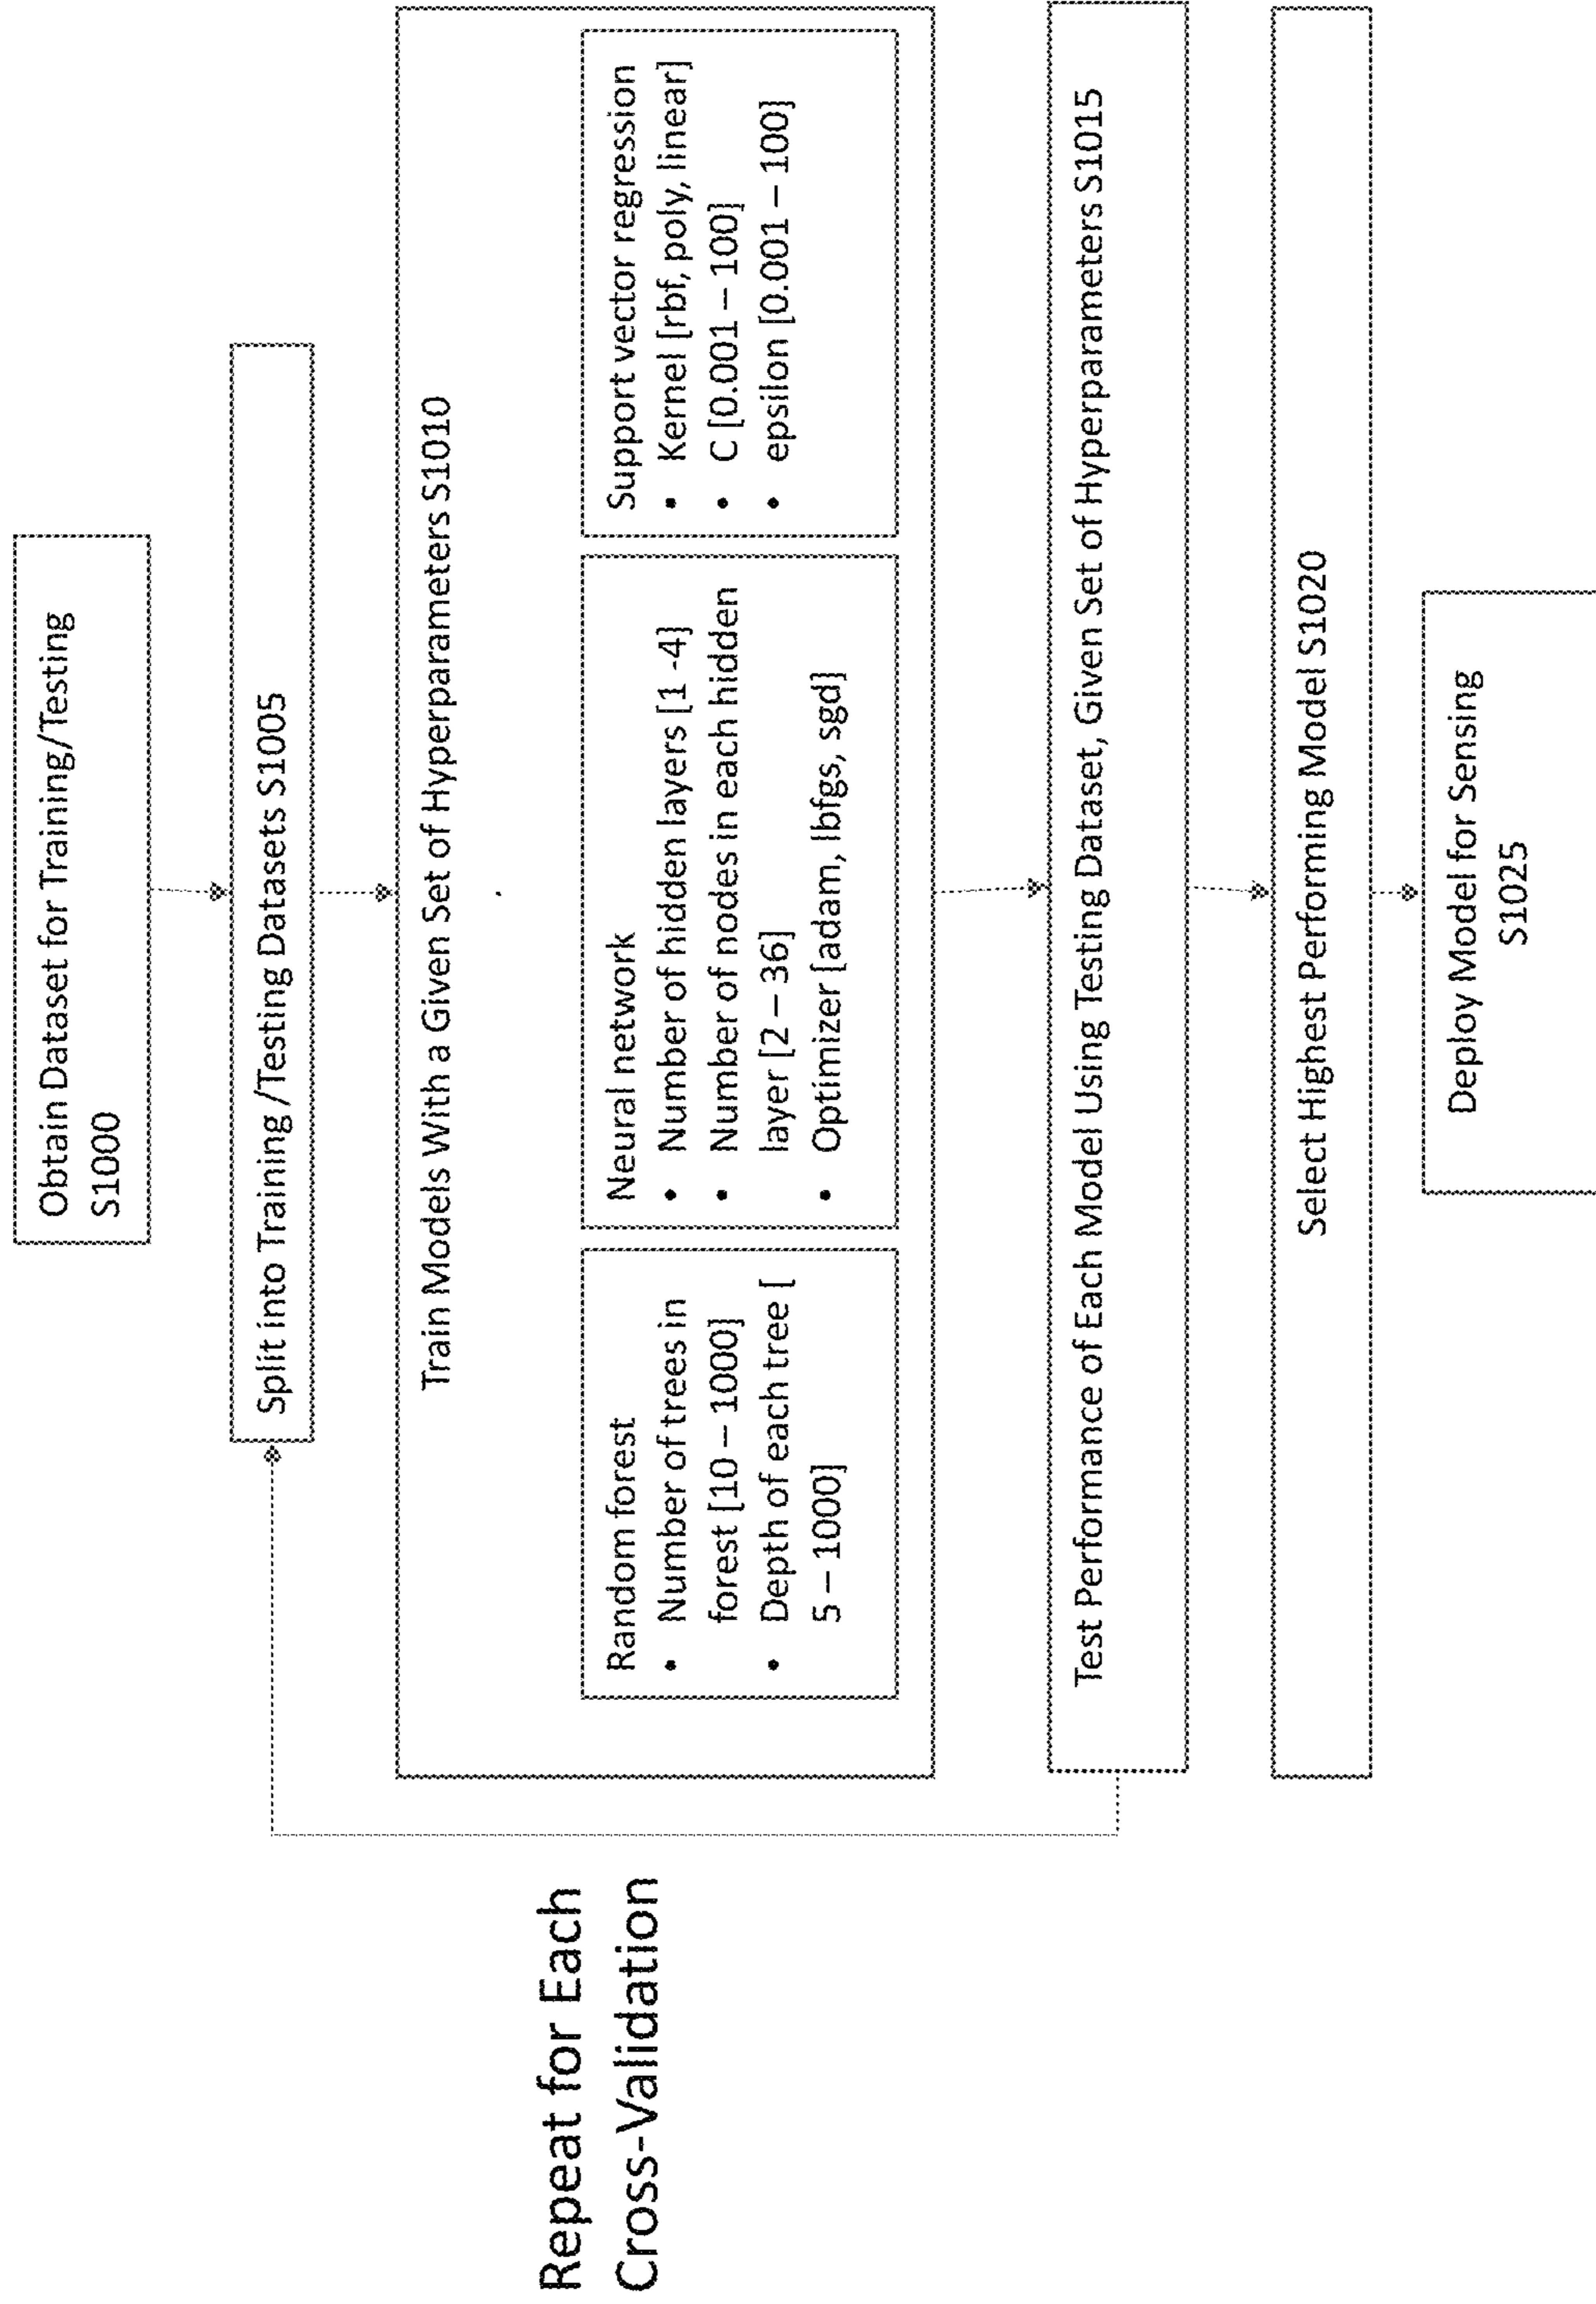 Obtain Dataset for Training/Testing
S1000
Split into Training /Testing Datasets S1005
Train Models With a Given Set of Hyperparameters S1010
Random forest
• Number of trees in
forest [10 – 1000]
• Depth of each tree [
5 – 1000]
Neural network
• Number of hidden layers [1 -4]
• Number of nodes in each hidden
layer [2 – 36]
• Optimizer [adam, lbfgs, sgd]
Support vector regression
• Kernel [rbf, poly, linear]
• C [0.001 – 100]
• epsilon [0.001 – 100]
Test Performance of Each Model Using Testing Dataset, Given Set of Hyperparameters S1015
Select Highest Performing Model S1020
Deploy Model for Sensing
S1025
Repeat for Each
Cross-Validation